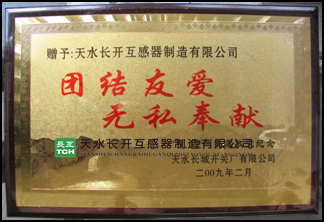 赠予:天水长开互感器制造有限公司
团结友爱
无私奉献
长互 TCH 天水长开互感器制造有限公司
天水长城开关厂有限公司
二00九年二月